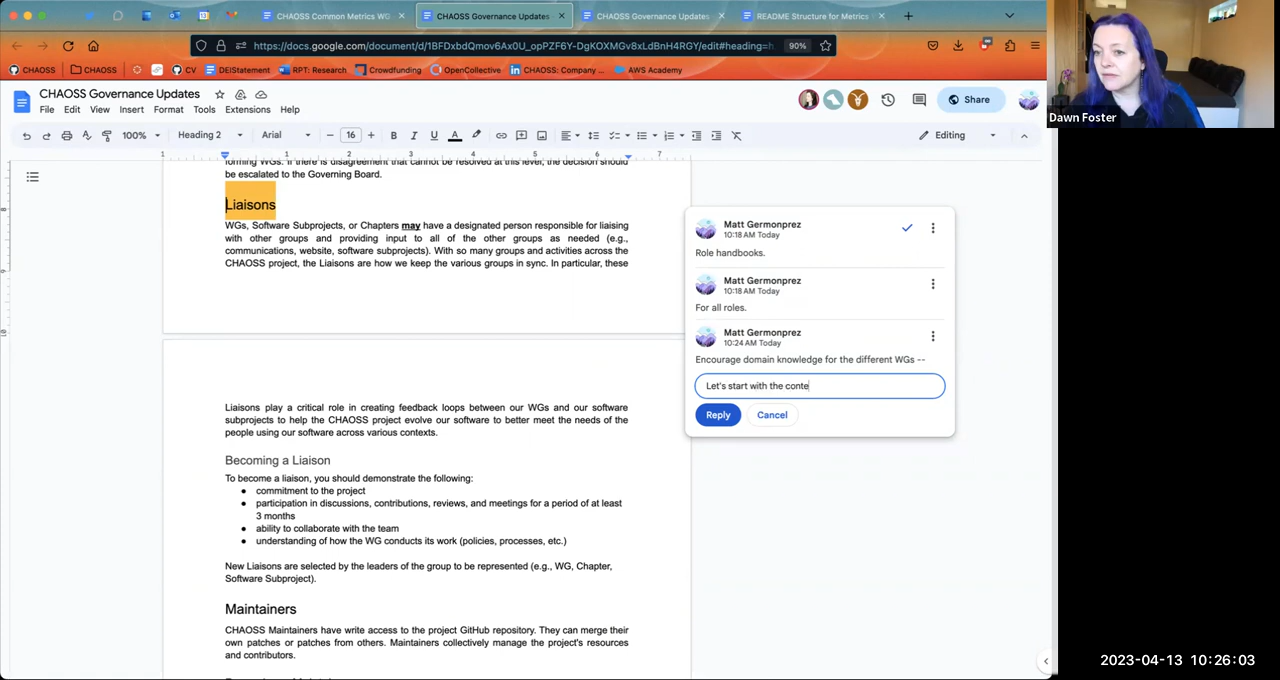 CHAOSS Common Metrics WG
CHAOSS Governance Updates
CHAOSS Governance Updates
README Structure for Metrics
https://docs.google.com/document/d/1BFDxbdQmov6Ax0U_opPZF6Y-DgKOXMGv8xLdBnH4RGY/edit#heading=h
90%
CHAOSS
CHAOSS
CV
DEIStatement
RPT: Research
Crowdfunding
OpenCollective
CHAOSS: Company ...
AWS Academy
Dawn Foster
CHAOSS Governance Updates
File Edit View Insert Format Tools Extensions Help
Share
100%
Heading 2
Arial
16
Editing
1 1 2 3 4 5 6 7
forming WGs. If there is disagreement that cannot be resolved at this level, the decision should
be escalated to the Governing Board.
Liaisons
WGs, Software Subprojects, or Chapters may have a designated person responsible for liaising
with other groups and providing input to all of the other groups as needed (e.g.,
communications, website, software subprojects). With so many groups and activities across the
CHAOSS project, the Liaisons are how we keep the various groups in sync. In particular, these
Liaisons play a critical role in creating feedback loops between our WGs and our software
subprojects to help the CHAOSS project evolve our software to better meet the needs of the
people using our software across various contexts.
Becoming a Liaison
To become a liaison, you should demonstrate the following:
● commitment to the project
● participation in discussions, contributions, reviews, and meetings for a period of at least
3 months
● ability to collaborate with the team
● understanding of how the WG conducts its work (policies, processes, etc.)
New Liaisons are selected by the leaders of the group to be represented (e.g., WG, Chapter,
Software Subproject).
Maintainers
CHAOSS Maintainers have write access to the project GitHub repository. They can merge their
own patches or patches from others. Maintainers collectively manage the project's resources
and contributors.
Matt Germonprez
10:18 AM Today
Role handbooks.
Matt Germonprez
10:18 AM Today
For all roles.
Matt Germonprez
10:24 AM Today
Encourage domain knowledge for the different WGs --
Let's start with the conte
Reply
Cancel
2023-04-13 10:26:03